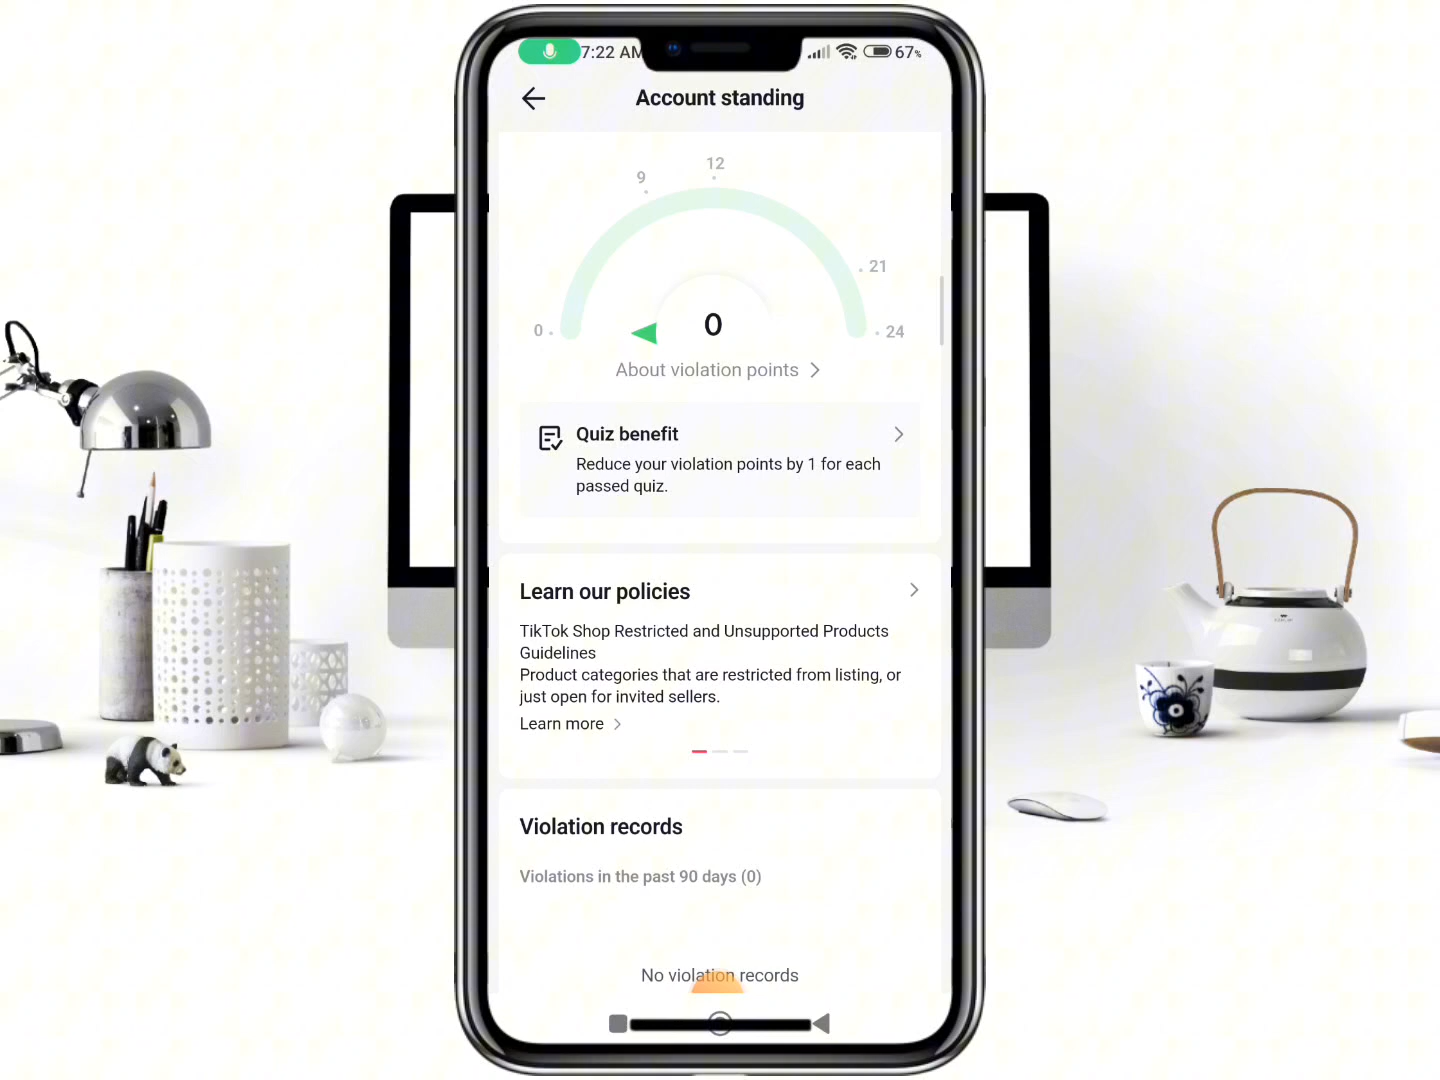 7:22 AM
67%
Account standing
12
9
21
0
0
24
About violation points
Quiz benefit
Reduce your violation points by 1 for each
passed quiz.
Learn our policies
TikTok Shop Restricted and Unsupported Products
Guidelines
Product categories that are restricted from listing, or
just open for invited sellers.
Learn more
Violation records
Violations in the past 90 days (0)
No violation records